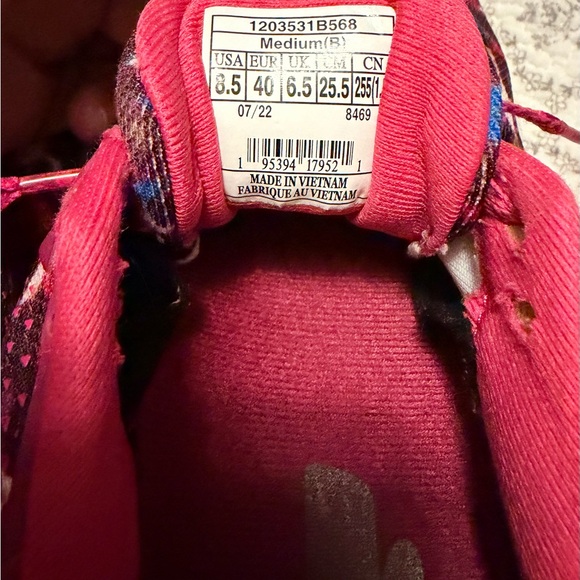 1203531B568
Medium(B)
USA EUR UK CM CN
8.5 40 6.5 25.5
07/22 8469
1 95394 17952 1
MADE IN VIETNAM
FABRIQUE AU VIETNAM